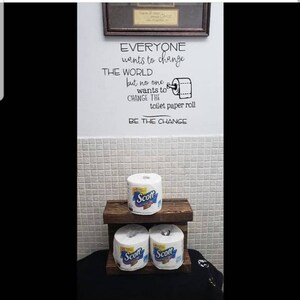 EVERYONE
wants to change
THE WORLD
but no one
wants to
CHANGE THE
toilet paper roll
BE THE CHANGE
Scott
Scott
Scott